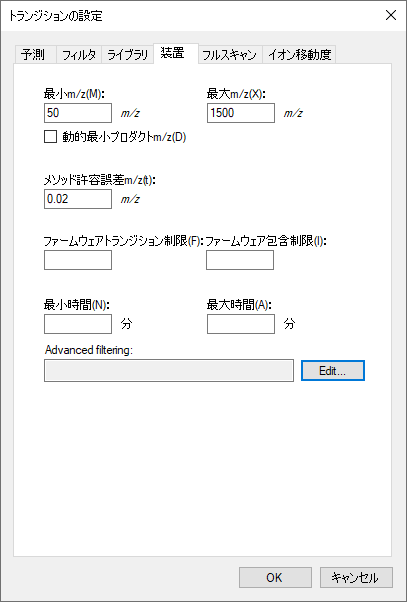 トランジションの設定
予測 フィルタ ライブラリ 装置 フルスキャン イオン移動度
最小m/z(M): 最大m/z(X):
50 m/z 1500 m/z
動的最小プロダクトm/z(D)
メソッド許容誤差m/z(t):
0.02 m/z
ファームウェアトランジション制限(F): ファームウェア包含制限(I):
最小時間(N): 最大時間(A):
分 分
Advanced filtering:
Edit...
OK キャンセル